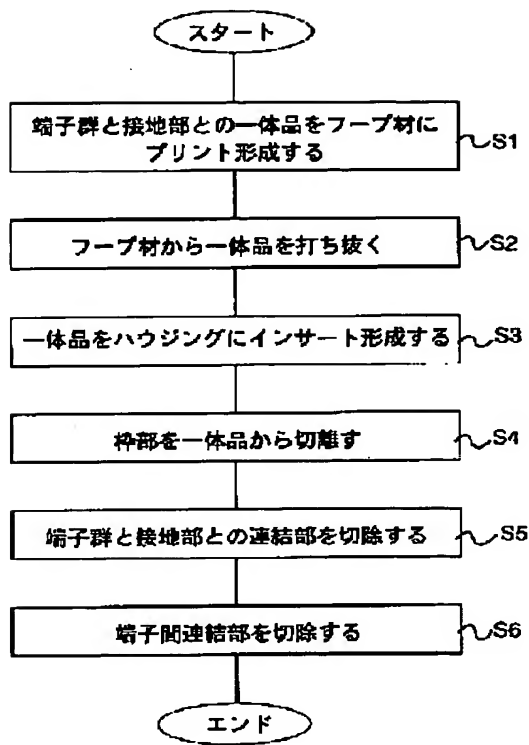 スタート
端子群と接地部との一体品をフープ材に
プリント形成する
S1
フープ材から一体品を打ち抜く
S2
一体品をハウジングにインサート形成する
S3
枠部を一体品から切離す
S4
端子群と接地部との連結部を切除する
S5
端子間連結部を切除する
S6
エンド